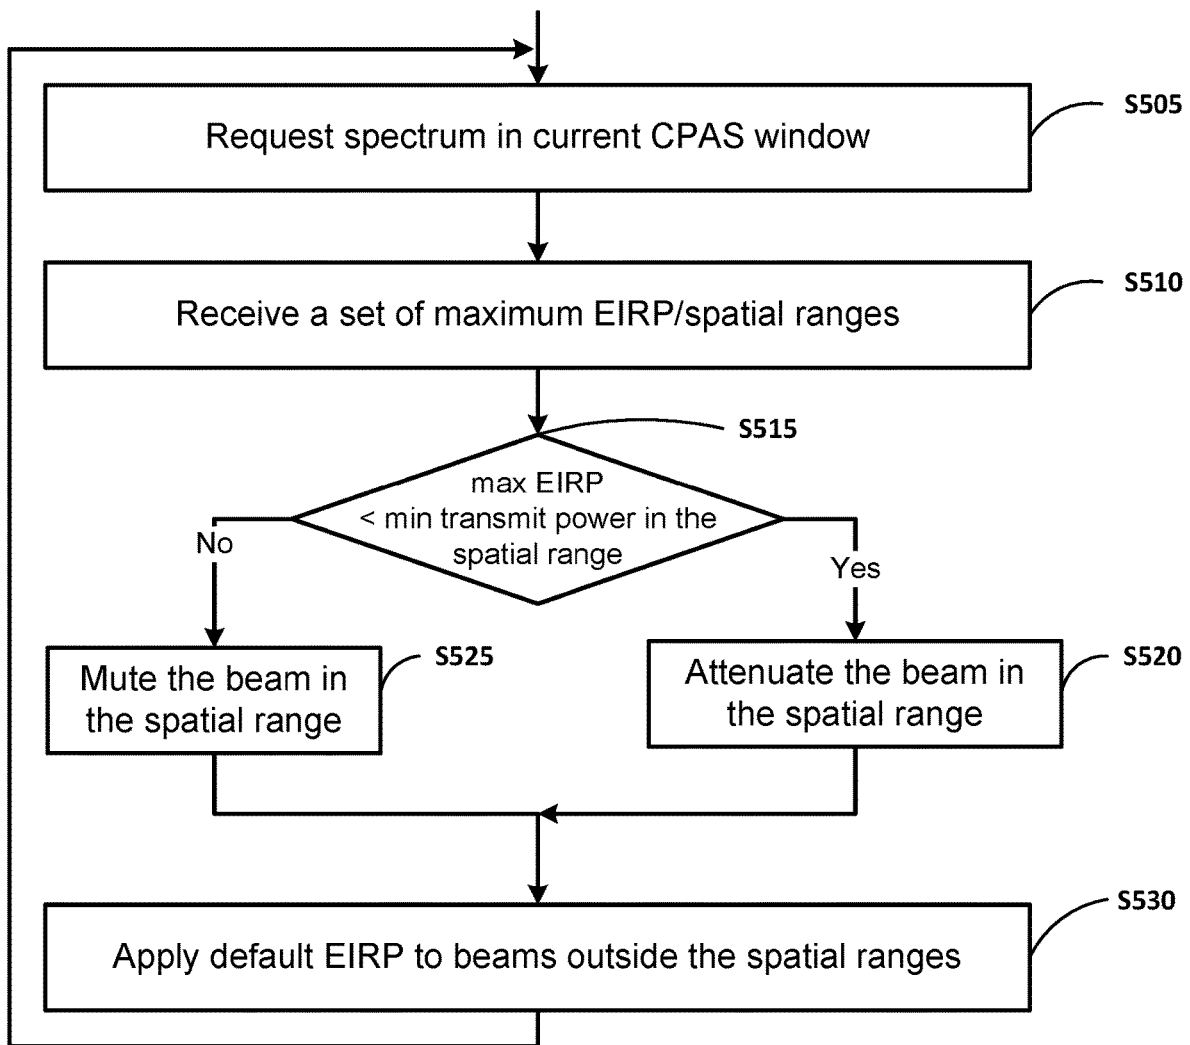 S505
Request spectrum in current CPAS window
S510
Receive a set of maximum EIRP/spatial ranges
S515
max EIRP
< min transmit power in the
spatial range
No
Yes
S525
Mute the beam in
the spatial range
S520
Attenuate the beam in
the spatial range
S530
Apply default EIRP to beams outside the spatial ranges